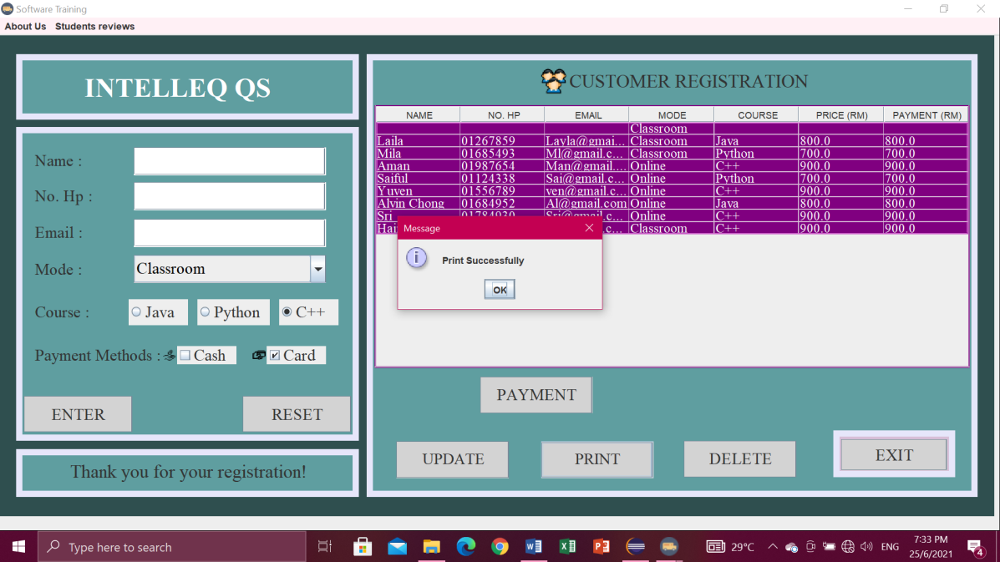 Software Training
About Us Students reviews
INTELLEQ QS
Name :
No. Hp :
Email :
Mode : Classroom
Course : Java Python C++
Payment Methods : Cash Card
ENTER RESET
Thank you for your registration!
CUSTOMER REGISTRATION
NAME NO. HP EMAIL MODE COURSE PRICE (RM) PAYMENT (RM)
Classroom
Laila 01267859 Layla@gmai... Classroom Java 800.0 800.0
Mila 01685493 Ml@gmail.c... Classroom Python 700.0 700.0
Aman 01987654 Man@gmail.... Online C++ 900.0 900.0
Saiful 01124338 Sai@gmail.c... Online Python 700.0 700.0
Yuven 01556789 ven@gmail.c... Online C++ 900.0 900.0
Alvin Chong 01684952 Al@gmail.com Online Java 800.0 800.0
Sri 01784930 Sri@gmail.c... Online C++ 900.0 900.0
Classroom C++ 900.0 900.0
Message
Print Successfully
OK
PAYMENT
UPDATE PRINT DELETE EXIT
Type here to search
29°C
ENG
7:33 PM
25/6/2021
4